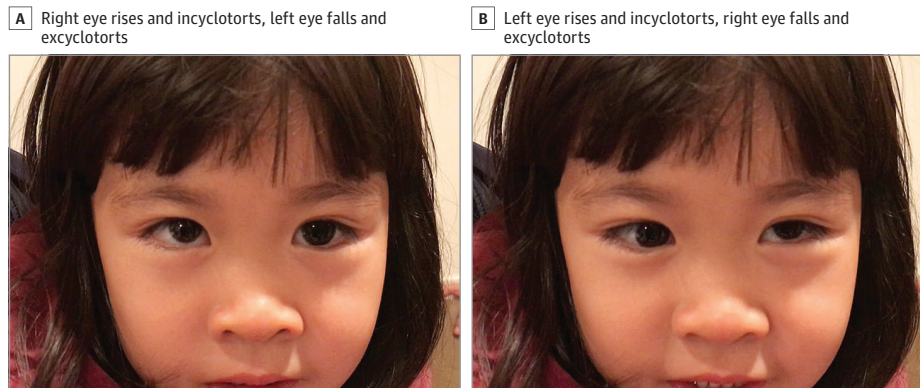 A Right eye rises and incyclotorts, left eye falls and
excyclotorts
B Left eye rises and incyclotorts, right eye falls and
excyclotorts